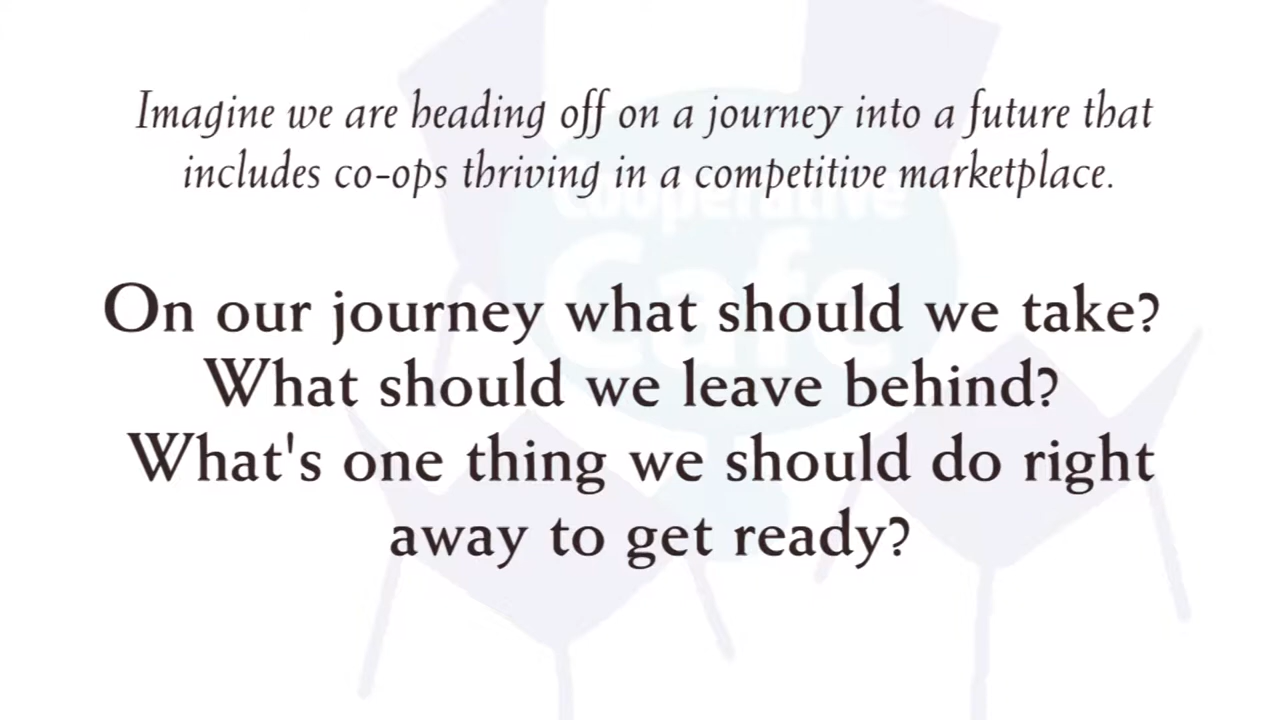 Imagine we are heading off on a journey into a future that
includes co-ops thriving in a competitive marketplace.
Cooperative
Cafe
On our journey what should we take?
What should we leave behind?
What's one thing we should do right
away to get ready?